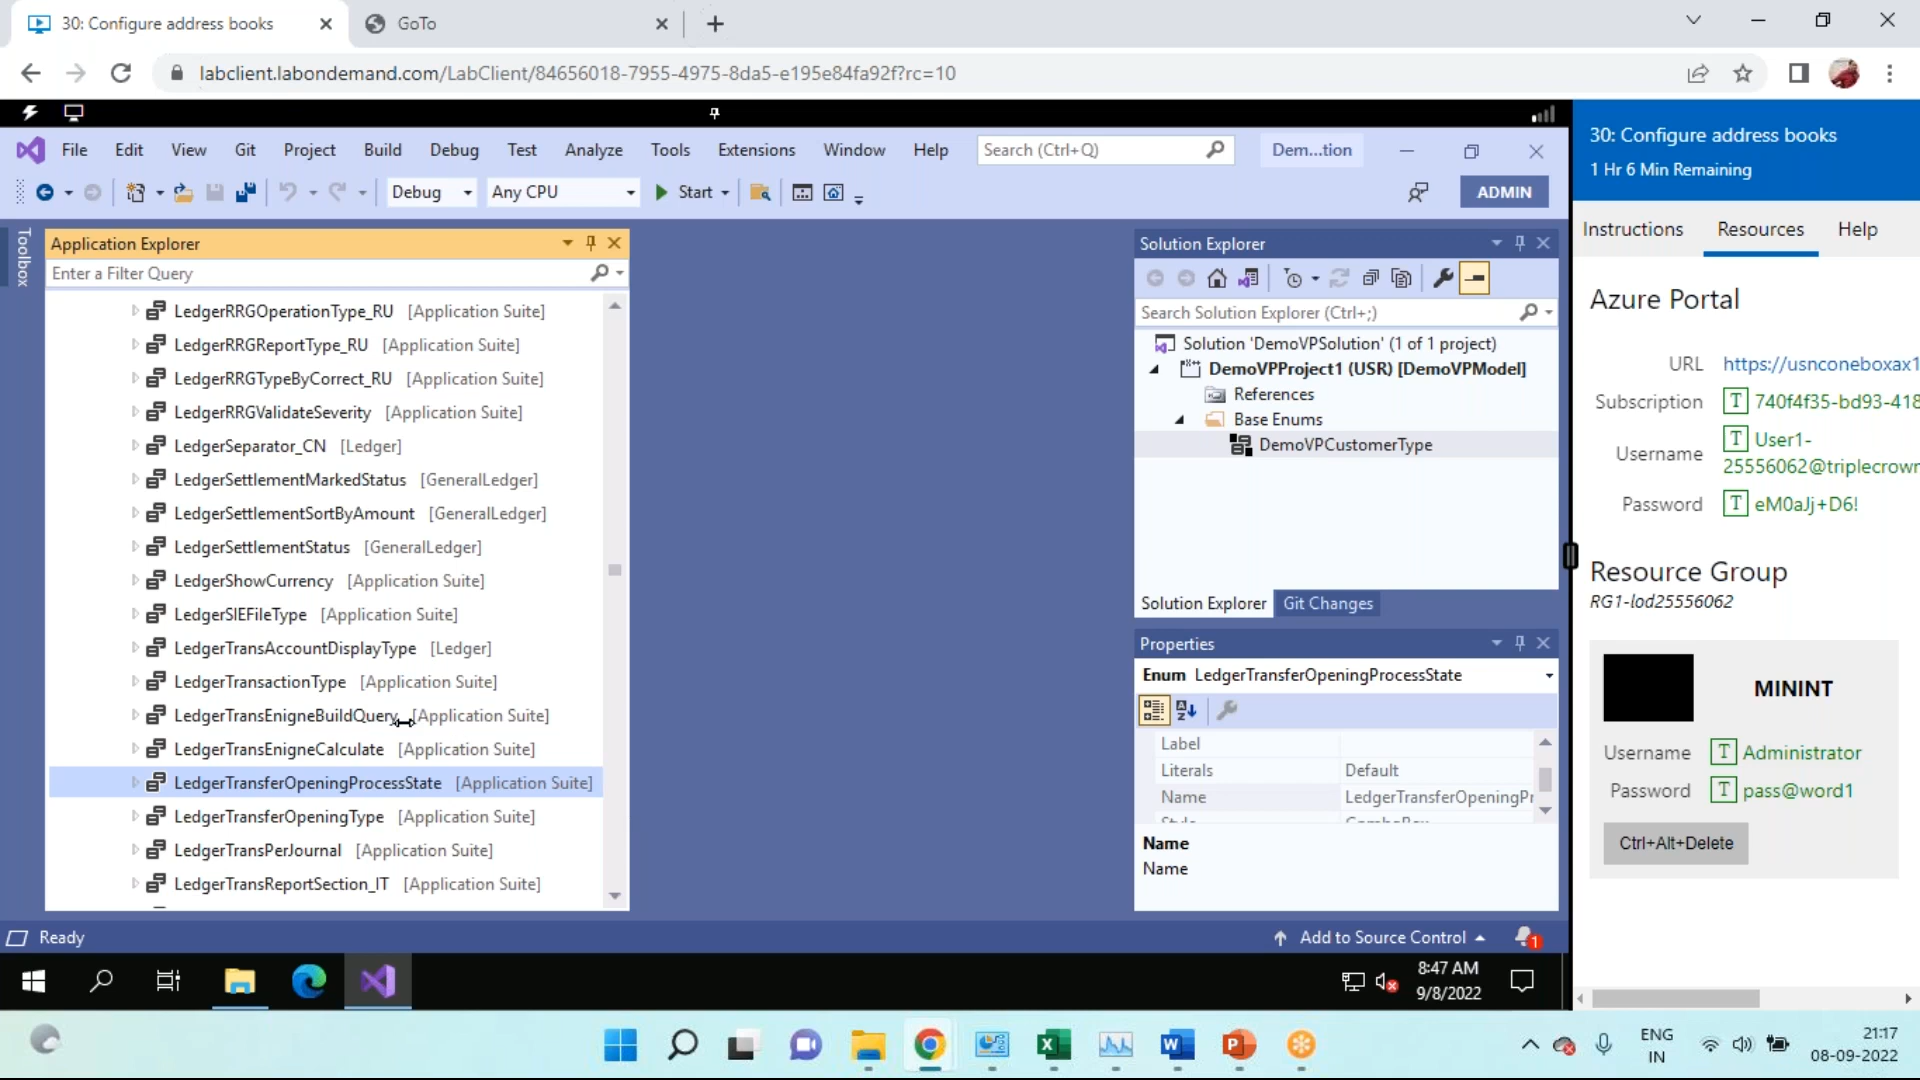 30: Configure address books
GoTo
labclient.labondemand.com/LabClient/84656018-7955-4975-8da5-e195e84fa92f?rc=10
File Edit View Git Project Build Debug Test Analyze Tools Extensions Window Help Search (Ctrl+Q) Dem...tion
Debug Any CPU Start ADMIN
Toolbox
Application Explorer
Enter a Filter Query
LedgerRRGOperationType_RU [Application Suite]
LedgerRRGReportType_RU [Application Suite]
LedgerRRGTypeByCorrect_RU [Application Suite]
LedgerRRGValidateSeverity [Application Suite]
LedgerSeparator_CN [Ledger]
LedgerSettlementMarkedStatus [GeneralLedger]
LedgerSettlementSortByAmount [GeneralLedger]
LedgerSettlementStatus [GeneralLedger]
LedgerShowCurrency [Application Suite]
LedgerSIEFileType [Application Suite]
LedgerTransAccountDisplayType [Ledger]
LedgerTransactionType [Application Suite]
LedgerTransEnigneBuildQuery [Application Suite]
LedgerTransEnigneCalculate [Application Suite]
LedgerTransferOpeningProcessState [Application Suite]
LedgerTransferOpeningType [Application Suite]
LedgerTransPerJournal [Application Suite]
LedgerTransReportSection_IT [Application Suite]
Solution Explorer
Search Solution Explorer (Ctrl+;)
Solution 'DemoVPSolution' (1 of 1 project)
DemoVPProject1 (USR) [DemoVPModel]
References
Base Enums
DemoVPCustomerType
Solution Explorer Git Changes
Properties
Enum LedgerTransferOpeningProcessState
Label
Literals Default
Name LedgerTransferOpeningPr
Name
Name
Ready
Add to Source Control
1
8:47 AM
9/8/2022
30: Configure address books
1 Hr 6 Min Remaining
Instructions Resources Help
Azure Portal
URL https://usnconeboxax1
Subscription T 740f4f35-bd93-418
Username T User1-
25556062@triplecrown
Password T eM0aJj+D6!
Resource Group
RG1-lod25556062
MININT
Username T Administrator
Password T pass@word1
Ctrl+Alt+Delete
ENG
IN
21:17
08-09-2022